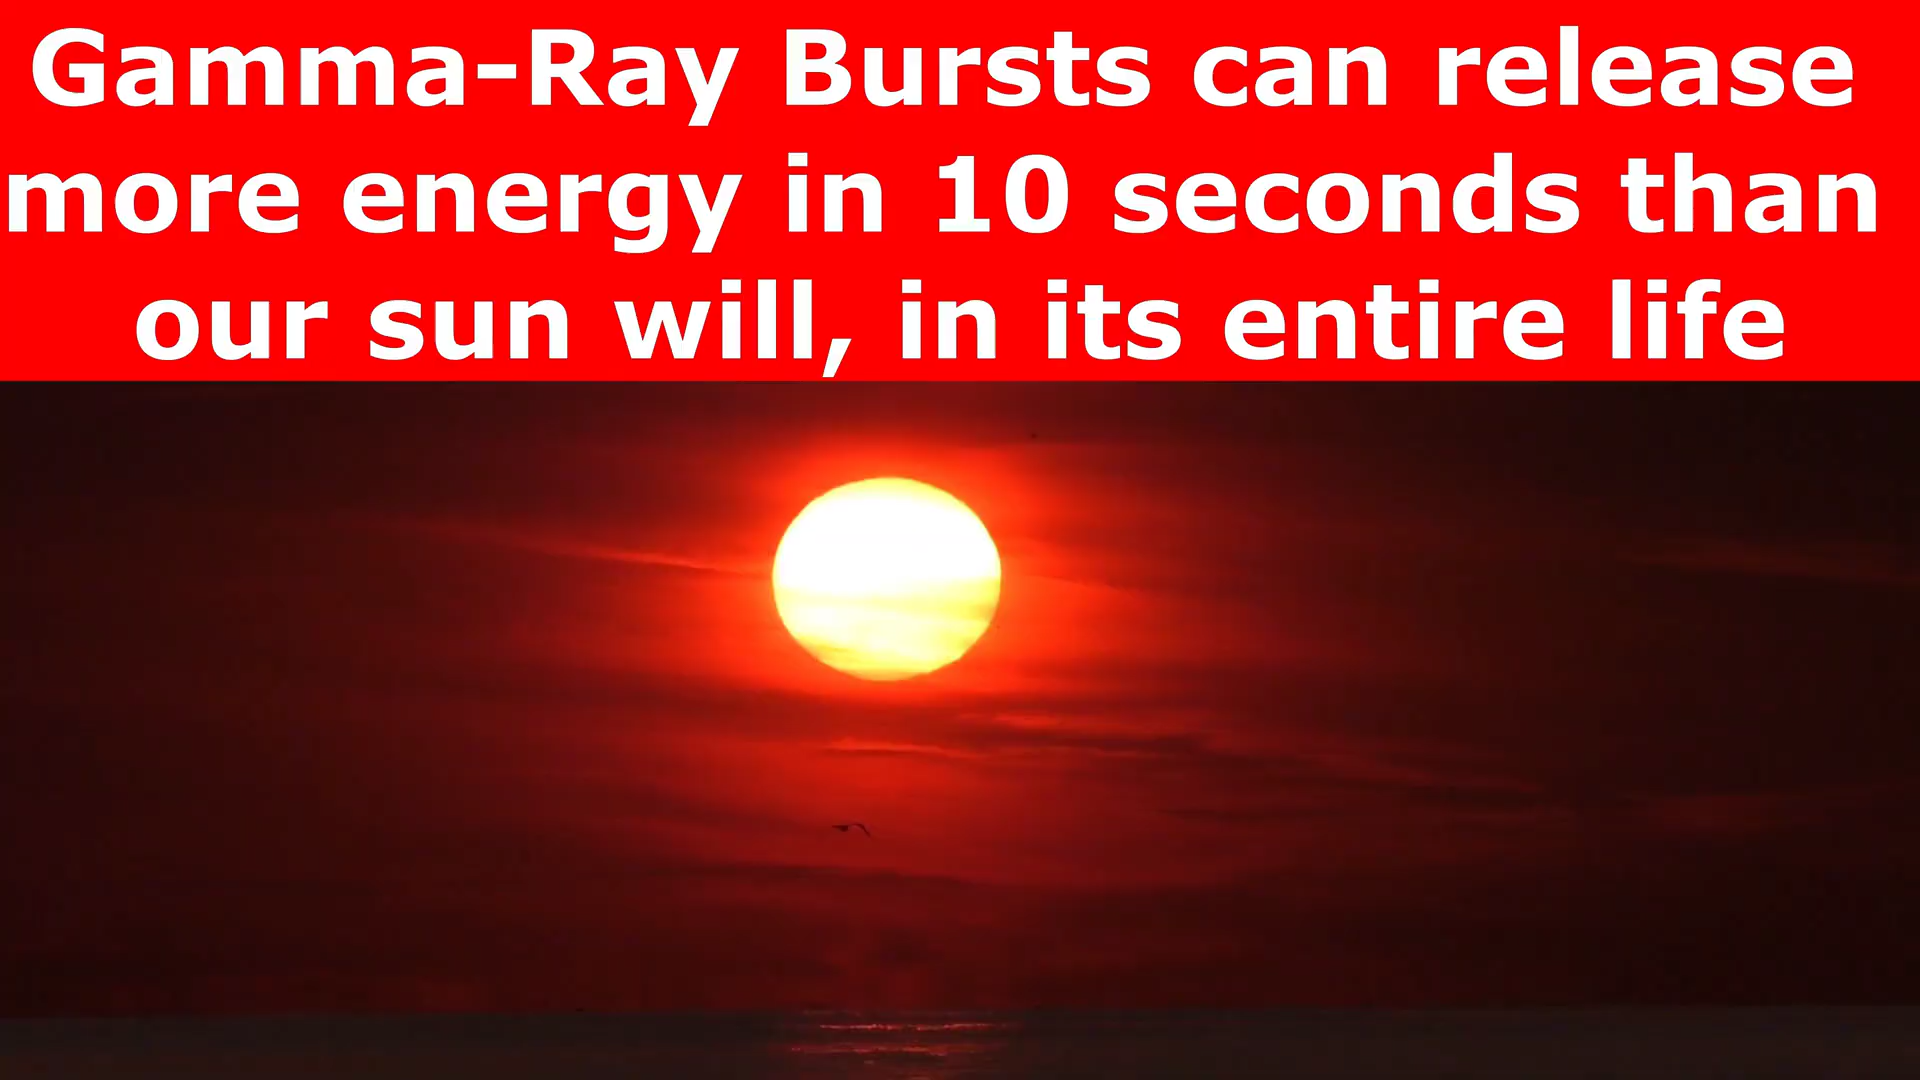 Gamma-Ray Bursts can release
more energy in 10 seconds than
our sun will, in its entire life